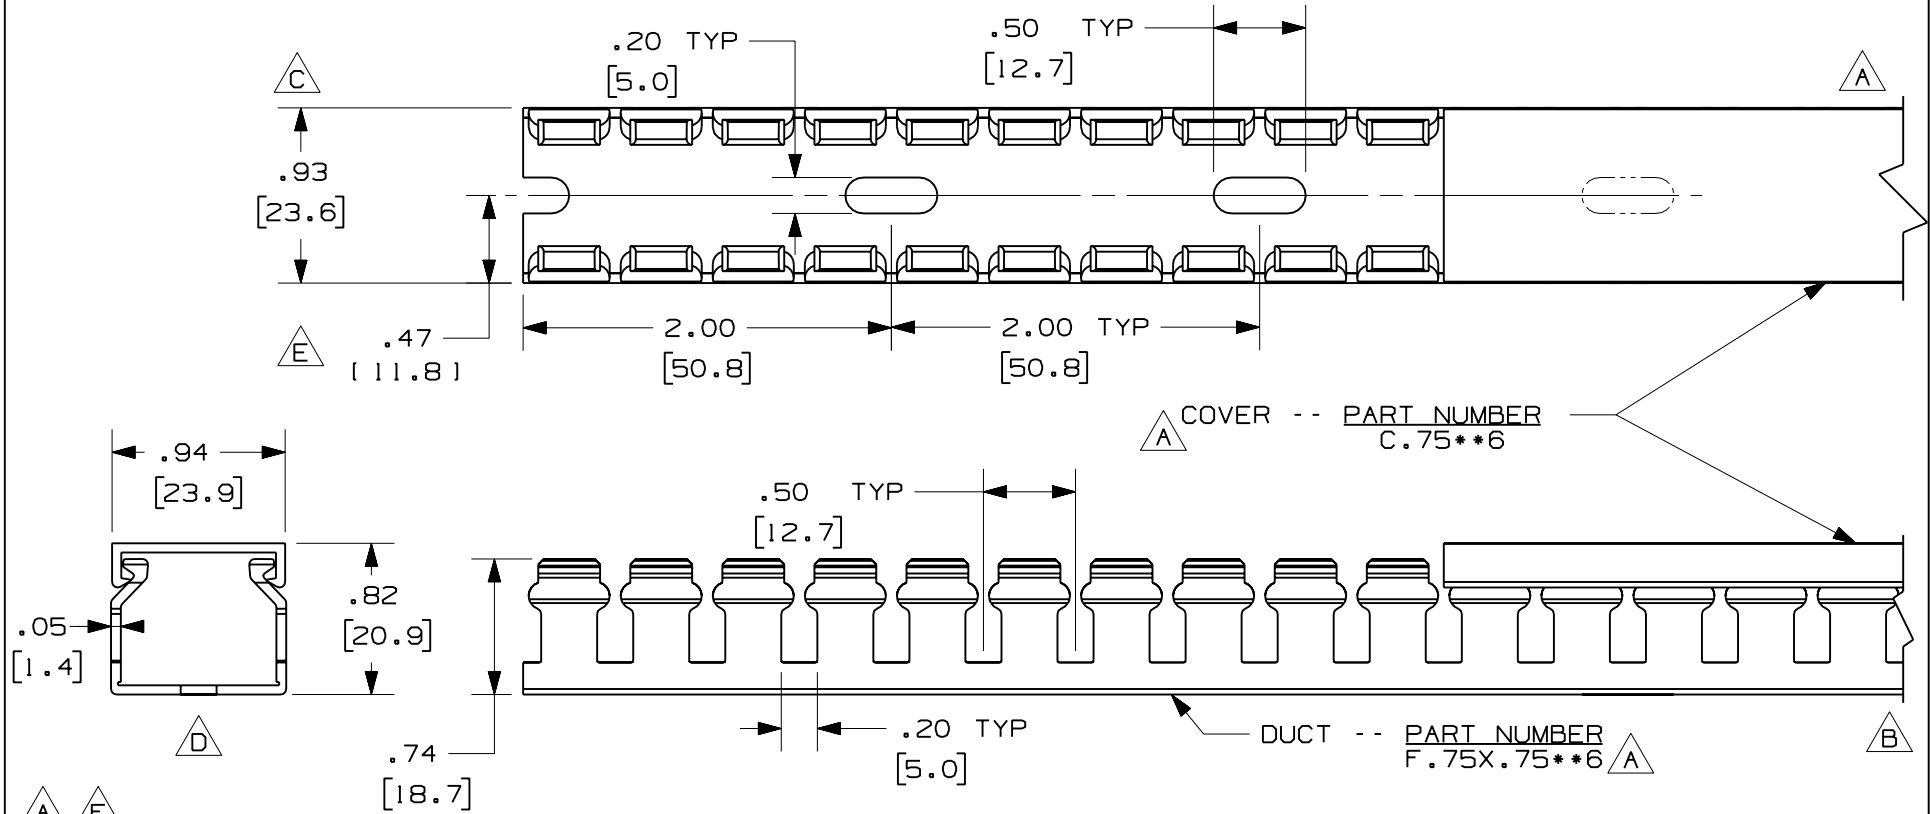 .20 TYP
[5.0]
.50 TYP
[12.7]
C
A
.93
[23.6]
E
.47
[11.8]
2.00
[50.8]
2.00 TYP
[50.8]
A COVER -- PART NUMBER
C.75**6
.94
[23.9]
.50 TYP
[12.7]
.82
[20.9]
.05
[1.4]
D
.74
[18.7]
.20 TYP
[5.0]
DUCT -- PART NUMBER
F.75X.75**6 A
B
A